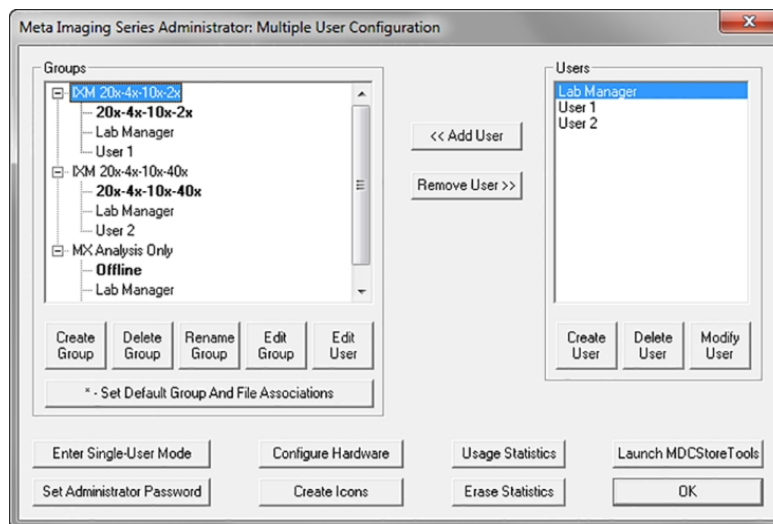 Meta Imaging Series Administrator: Multiple User Configuration
Groups
IXM 20x-4x-10x-2x
20x-4x-10x-2x
Lab Manager
User 1
IXM 20x-4x-10x-40x
20x-4x-10x-40x
Lab Manager
User 2
MX Analysis Only
Offline
Lab Manager
Create Group
Delete Group
Rename Group
Edit Group
Edit User
* - Set Default Group And File Associations
<< Add User
Remove User >>
Users
Lab Manager
User 1
User 2
Create User
Delete User
Modify User
Enter Single-User Mode
Configure Hardware
Usage Statistics
Launch MDCStoreTools
Set Administrator Password
Create Icons
Erase Statistics
OK